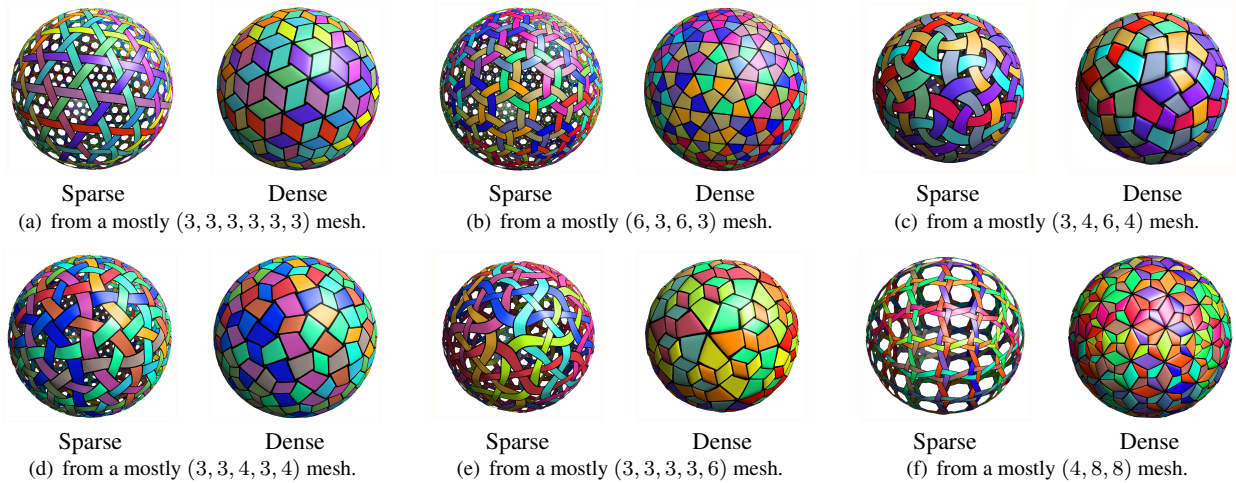 Sparse Dense
(a) from a mostly (3, 3, 3, 3, 3, 3) mesh.
Sparse Dense
(b) from a mostly (6, 3, 6, 3) mesh.
Sparse Dense
(c) from a mostly (3, 4, 6, 4) mesh.
Sparse Dense
(d) from a mostly (3, 3, 4, 3, 4) mesh.
Sparse Dense
(e) from a mostly (3, 3, 3, 3, 6) mesh.
Sparse Dense
(f) from a mostly (4, 8, 8) mesh.